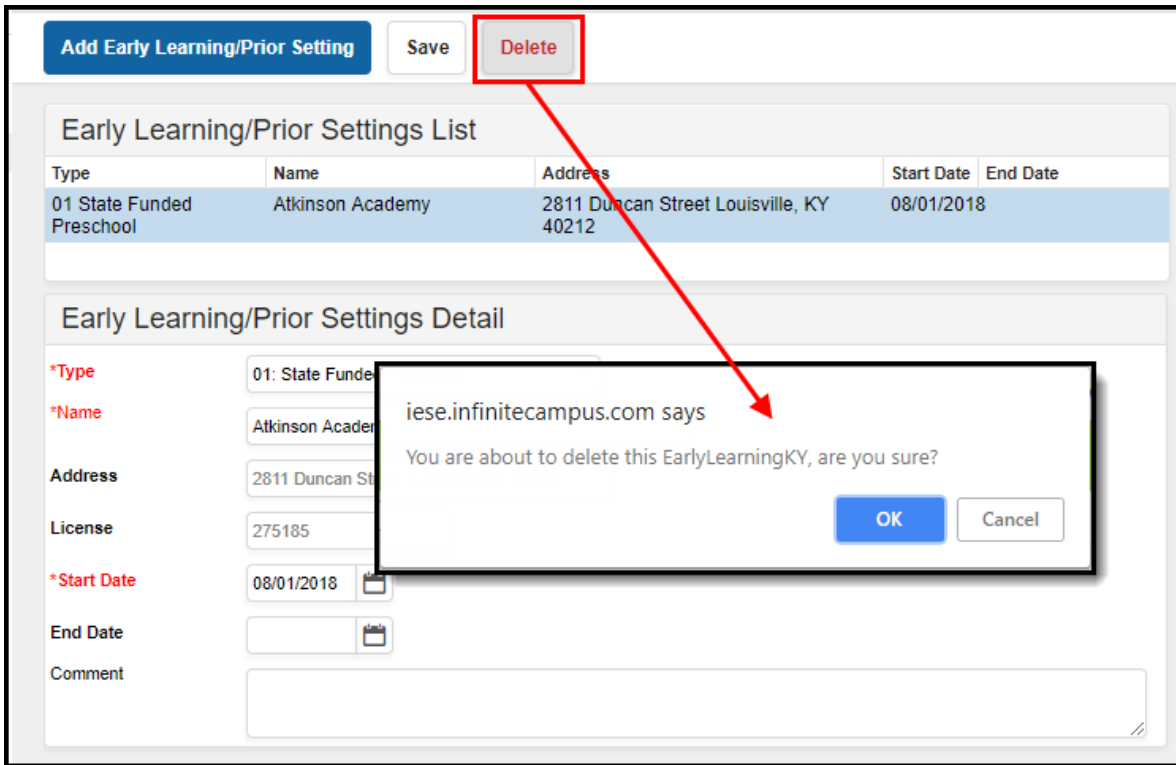 Add Early Learning/Prior Setting Save Delete
Early Learning/Prior Settings List
Type Name Address Start Date End Date
01 State Funded Atkinson Academy 2811 Duncan Street Louisville, KY 08/01/2018
Preschool 40212
Early Learning/Prior Settings Detail
*Type 01: State Funde
*Name Atkinson Acader
Address 2811 Duncan St
License 275185
*Start Date 08/01/2018
End Date
Comment
iese.infinitecampus.com says
You are about to delete this EarlyLearningKY, are you sure?
OK Cancel